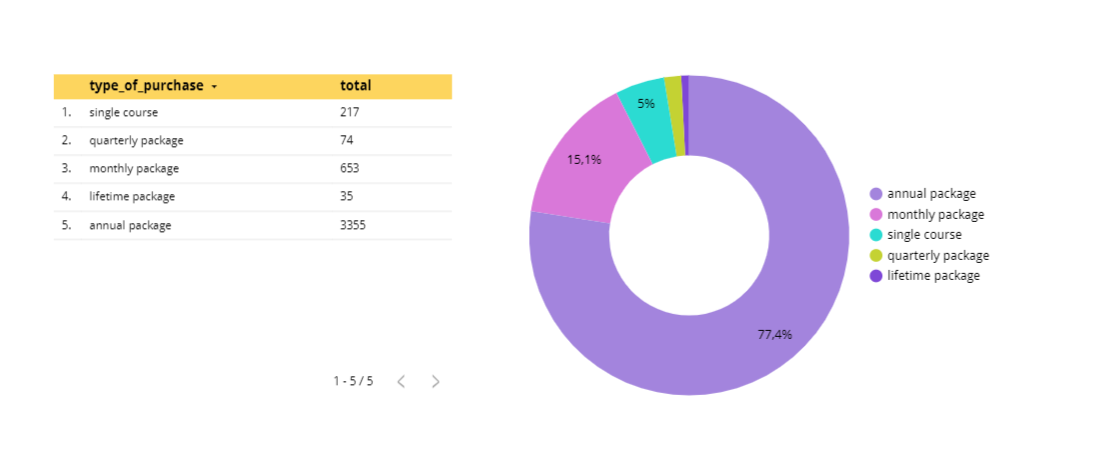 type_of_purchase total
1. single course 217
2. quarterly package 74
3. monthly package 653
4. lifetime package 35
5. annual package 3355
1 - 5 / 5
5%
15,1%
77,4%
annual package
monthly package
single course
quarterly package
lifetime package